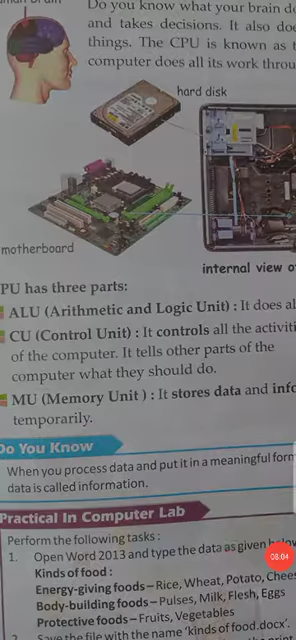 Do you know what your brain do
and takes decisions. It also doe
things. The CPU is known as t
computer does all its work throu
hard disk
motherboard
internal view o
PU has three parts:
ALU (Arithmetic and Logic Unit) : It does al
CU (Control Unit) : It controls all the activiti
of the computer. It tells other parts of the
computer what they should do.
MU (Memory Unit ) : It stores data and info
temporarily.
Do You Know
When you process data and put it in a meaningful form
data is called information.
Practical In Computer Lab
Perform the following tasks :
1. Open Word 2013 and type the data as given below
Kinds of food :
Energy-giving foods – Rice, Wheat, Potato, Chees
Body-building foods – Pulses, Milk, Flesh, Eggs
Protective foods – Fruits, Vegetables
2. Save the file with the name 'kinds of food.docx'.
06:04